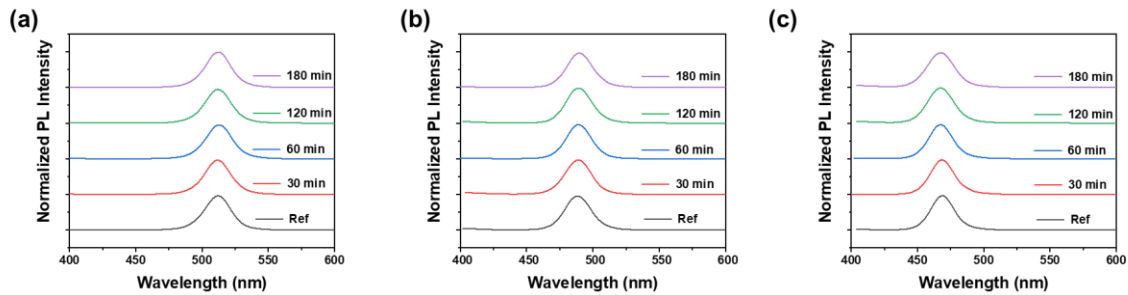 (a)
Normalized PL Intensity
180 min
120 min
60 min
30 min
Ref
400 450 500 550 600
Wavelength (nm)
(b)
Normalized PL Intensity
180 min
120 min
60 min
30 min
Ref
400 450 500 550 600
Wavelength (nm)
(c)
Normalized PL Intensity
180 min
120 min
60 min
30 min
Ref
400 450 500 550 600
Wavelength (nm)